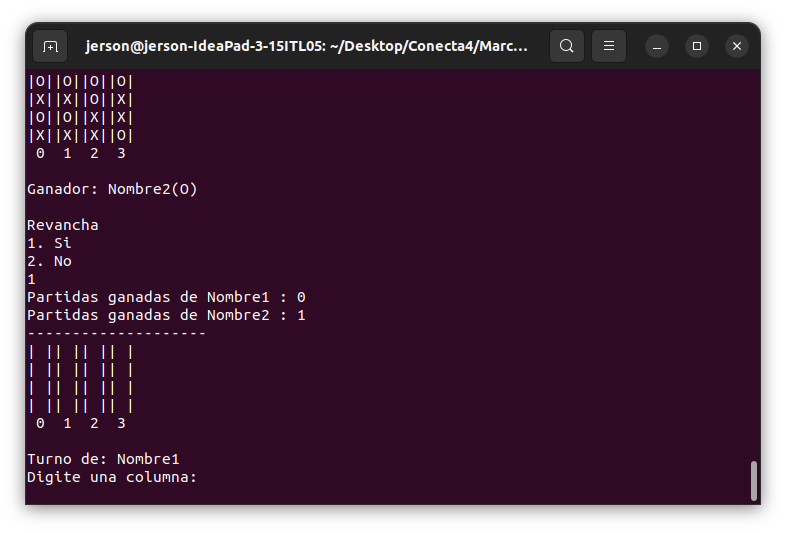 jerson@jerson-IdeaPad-3-15ITL05: ~/Desktop/Conecta4/Marc...
|O||O||O||O|
|X||X||O||X|
|O||O||X||X|
|X||X||X||O|
 0  1  2  3
Ganador: Nombre2(O)
Revancha
1. Si
2. No
1
Partidas ganadas de Nombre1 : 0
Partidas ganadas de Nombre2 : 1
--------------------
| || || || |
| || || || |
| || || || |
| || || || |
 0  1  2  3
Turno de: Nombre1
Digite una columna: